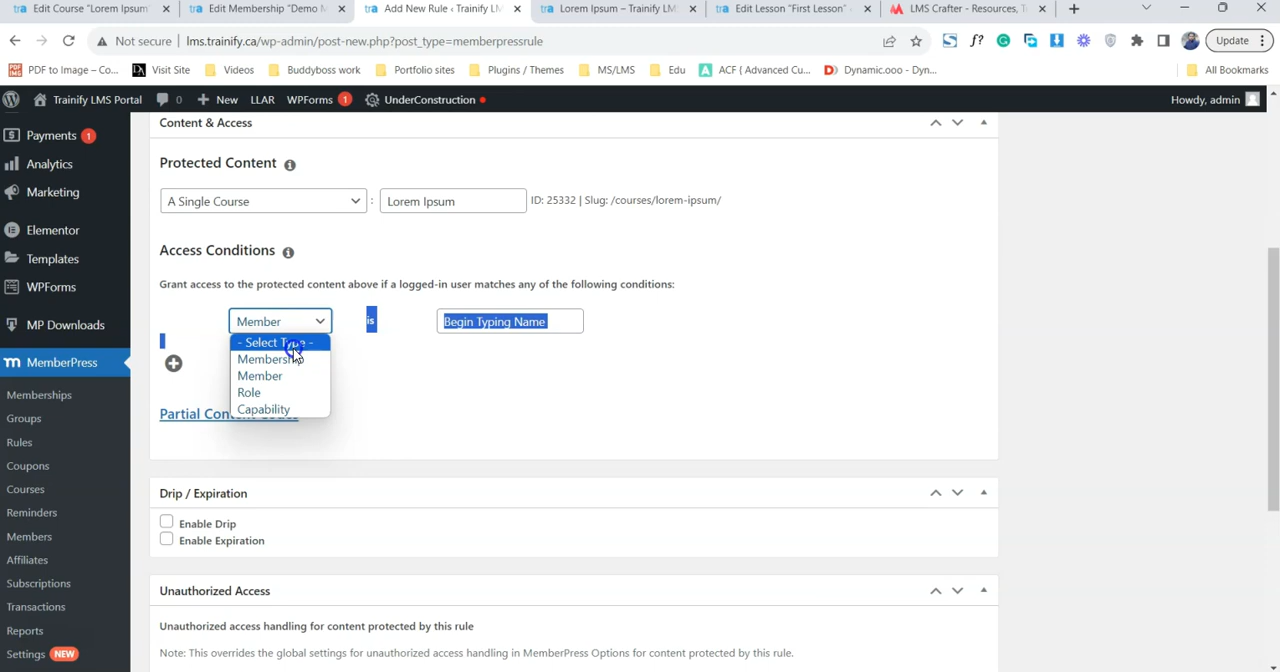 Edit Course "Lorem Ipsum"
Edit Membership "Demo M
Add New Rule ‹ Trainify LM
Lorem Ipsum – Trainify LMS
Edit Lesson "First Lesson"
LMS Crafter - Resources, T
Not secure
lms.trainify.ca/wp-admin/post-new.php?post_type=memberpressrule
Update
PDF to Image – Co...
Visit Site
Videos
Buddyboss work
Portfolio sites
Plugins / Themes
MS/LMS
Edu
ACF ( Advanced Cu...
Dynamic.ooo - Dyn...
All Bookmarks
Trainify LMS Portal
0
New
LLAR
WPForms 1
UnderConstruction
Howdy, admin
Payments 1
Analytics
Marketing
Elementor
Templates
WPForms
MP Downloads
MemberPress
Memberships
Groups
Rules
Coupons
Courses
Reminders
Members
Affiliates
Subscriptions
Transactions
Reports
Settings NEW
Content & Access
Protected Content
A Single Course : Lorem Ipsum ID: 25332 | Slug: /courses/lorem-ipsum/
Access Conditions
Grant access to the protected content above if a logged-in user matches any of the following conditions:
Member is Begin Typing Name
- Select Type -
Membership
Member
Role
Capability
Partial Content
Drip / Expiration
Enable Drip
Enable Expiration
Unauthorized Access
Unauthorized access handling for content protected by this rule
Note: This overrides the global settings for unauthorized access handling in MemberPress Options for content protected by this rule.